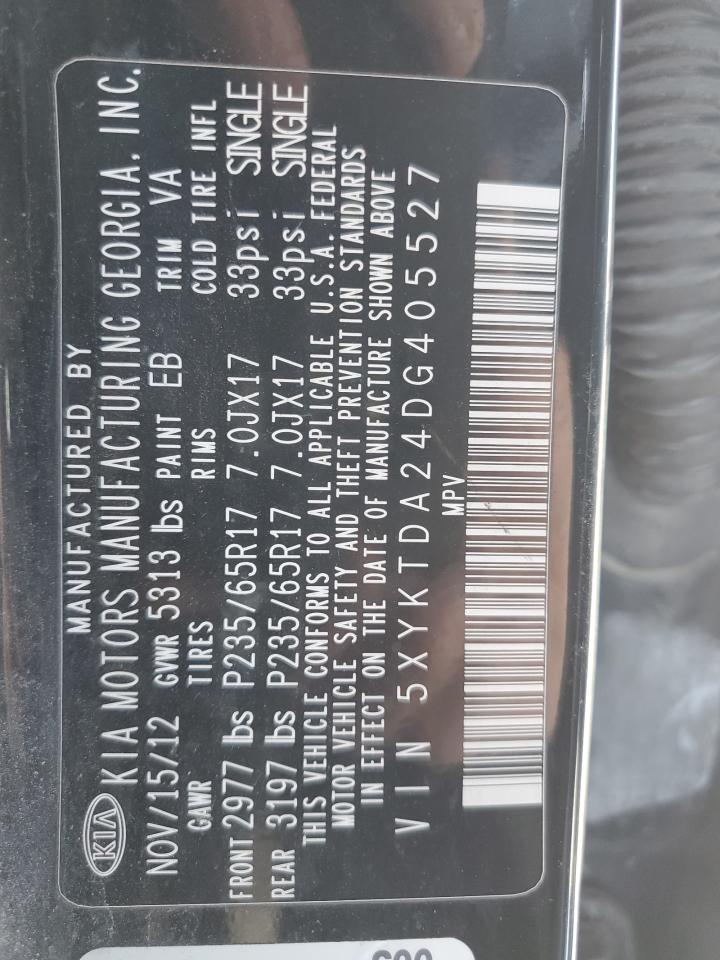 MANUFACTURED BY
KIA KIA MOTORS MANUFACTURING GEORGIA, INC.
NOV/15/12 GVWR 5313 lbs PAINT EB TRIM VA
GAWR TIRES RIMS COLD TIRE INFL
FRONT 2977 lbs P235/65R17 7.0JX17 33psi SINGLE
REAR 3197 lbs P235/65R17 7.0JX17 33psi SINGLE
THIS VEHICLE CONFORMS TO ALL APPLICABLE U.S.A. FEDERAL
MOTOR VEHICLE SAFETY AND THEFT PREVENTION STANDARDS
IN EFFECT ON THE DATE OF MANUFACTURE SHOWN ABOVE
VIN 5XYKTDA24DG405527
MPV